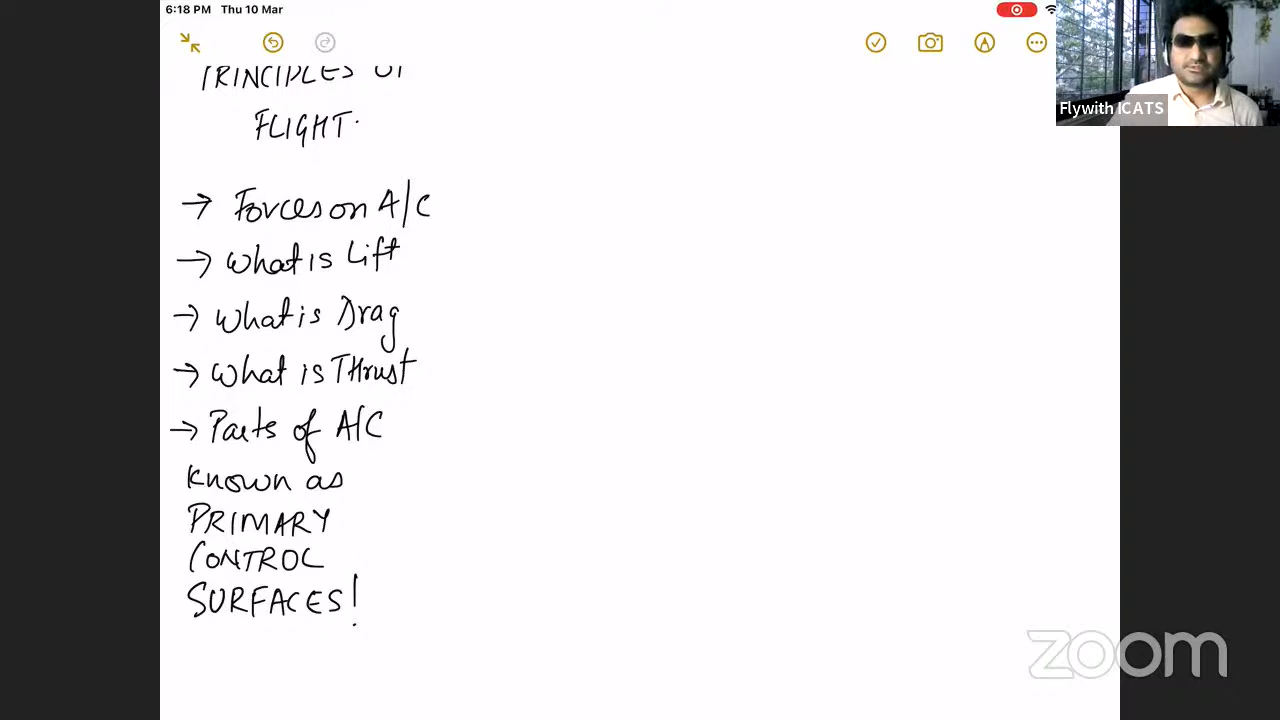 6:18 PM Thu 10 Mar
PRINCIPLES OF
FLIGHT.
Flywith ICATS
→ Forces on A/C
→ What is Lift
→ What is Drag
→ What is THrust
→ Parts of A/C
Known as
PRIMARY
CONTROL
SURFACES!
zoom